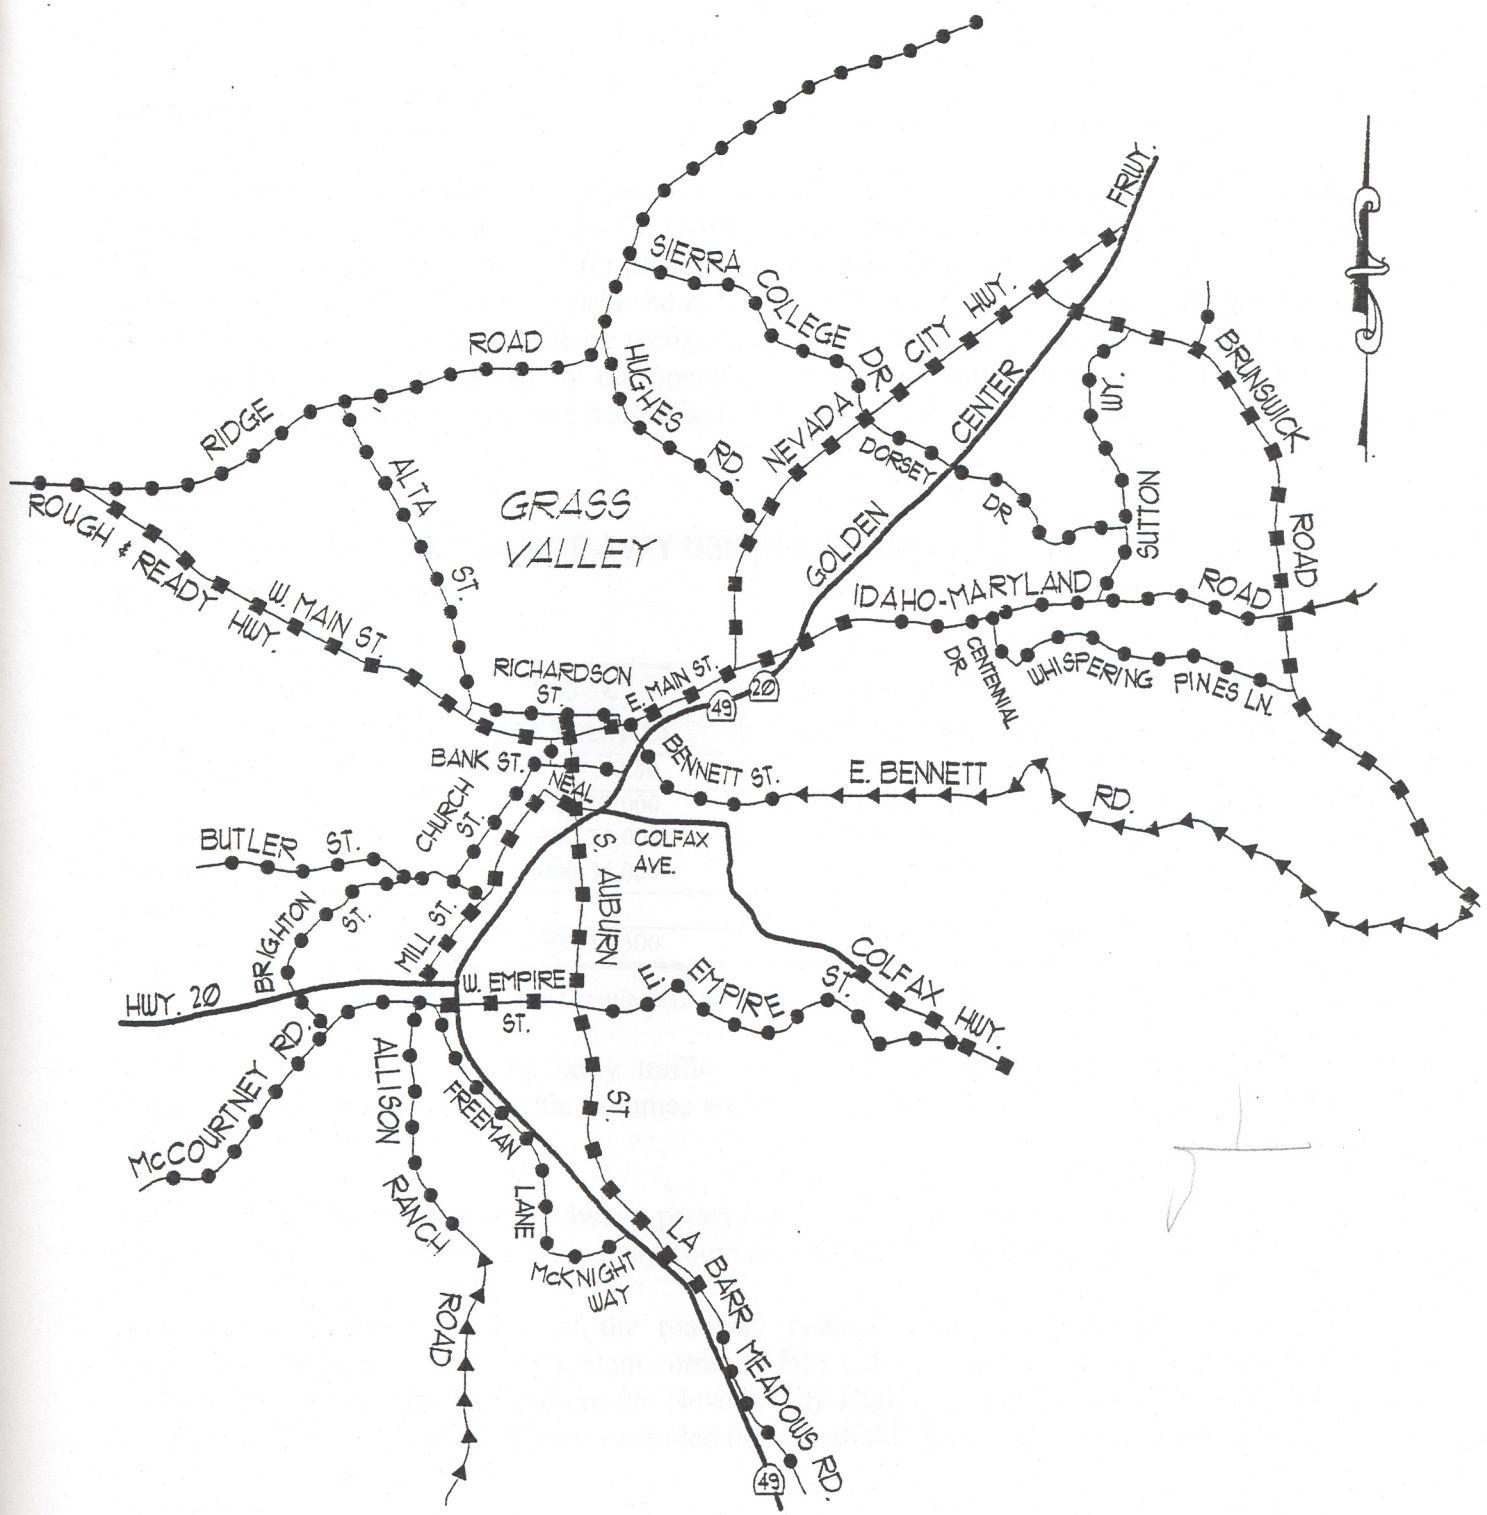 FRWY.
SIERRA COLLEGE DR.
NEVADA CITY HWY.
ROAD
RIDGE
HUGHES RD.
WY.
BRUNSWICK
CENTER
DORSEY
DR.
ALTA
ST.
GRASS
VALLEY
SUTTON
ROAD
ROUGH & READY
HWY.
W. MAIN ST.
GOLDEN
IDAHO-MARYLAND
ROAD
RICHARDSON
ST.
E. MAIN ST.
CENTENNIAL
DR
WHISPERING PINES LN.
49
20
BANK ST.
BENNETT ST.
E. BENNETT
RD.
NEAL
CHURCH
ST.
COLFAX
AVE.
BUTLER ST.
S. AUBURN
BRIGHTON
ST.
MILL ST.
HWY. 20
W. EMPIRE
ST.
E. EMPIRE
ST.
COLFAX
HWY.
McCOURTNEY RD.
ALLISON
RANCH
ROAD
FREEMAN
LANE
ST.
McKNIGHT
WAY
LA BARR MEADOWS RD.
49